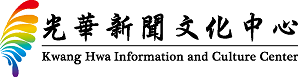 光華新聞文化中心
Kwang Hwa Information and Culture Center